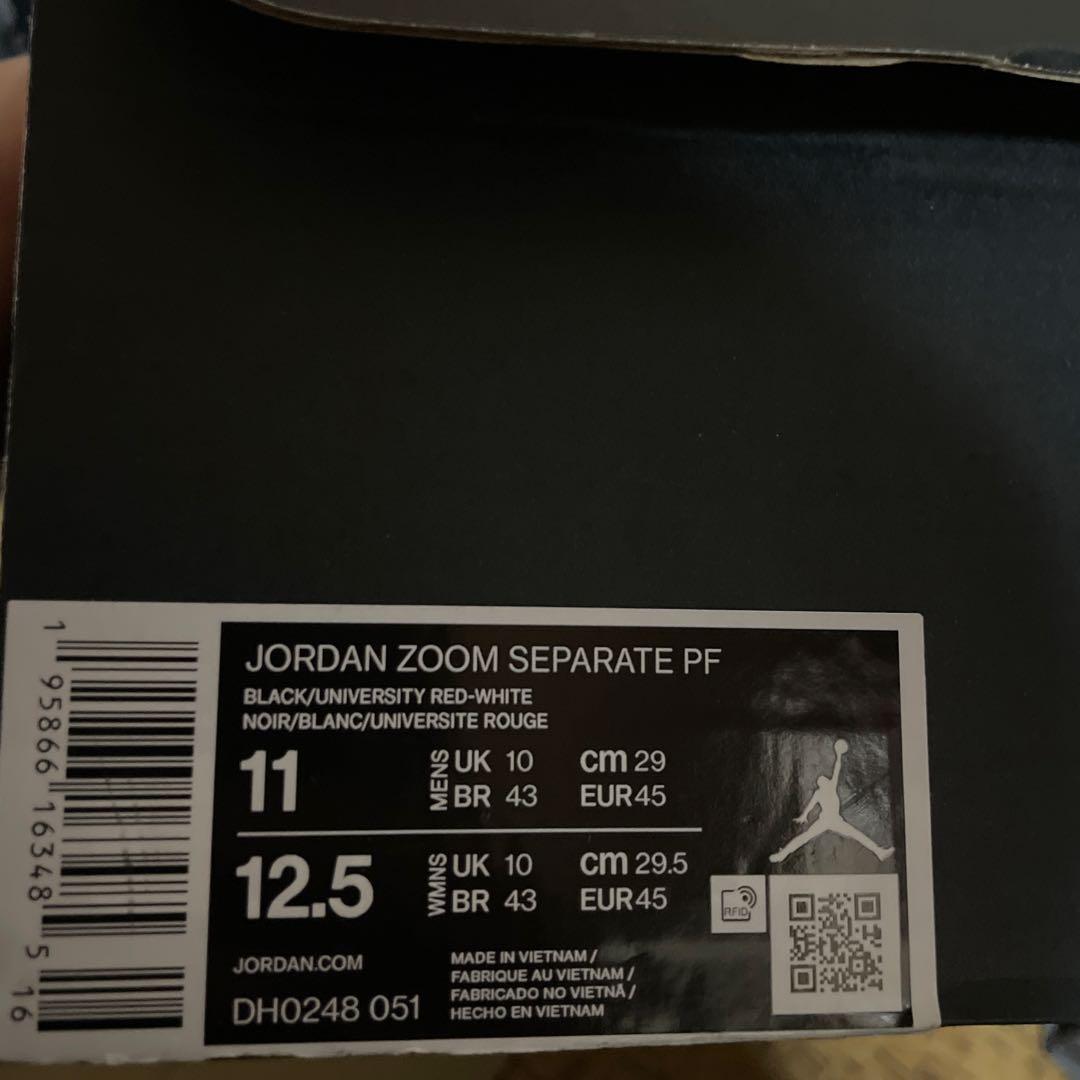 JORDAN ZOOM SEPARATE PF
BLACK/UNIVERSITY RED-WHITE
NOIR/BLANC/UNIVERSITE ROUGE
11 MENS UK 10 cm 29
BR 43 EUR 45
12.5 WMNS UK 10 cm 29.5
BR 43 EUR 45
RFID
JORDAN.COM
DH0248 051
MADE IN VIETNAM /
FABRIQUE AU VIETNAM /
FABRICADO NO VIETNÃ /
HECHO EN VIETNAM
1 95866 16348 5 16